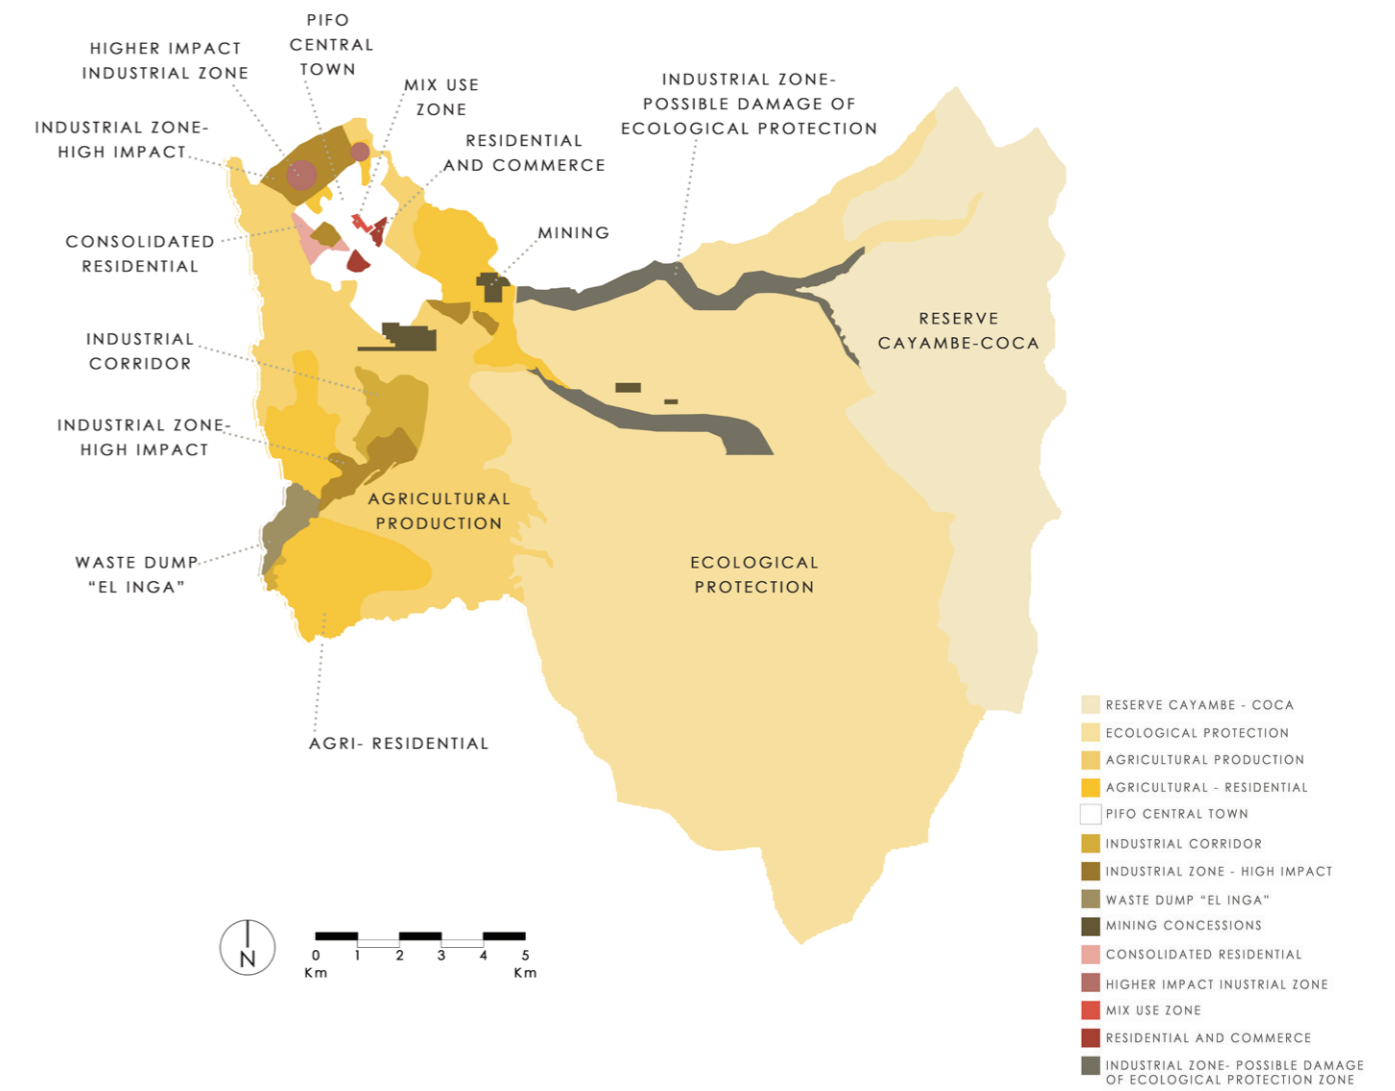 PIFO
CENTRAL
TOWN
HIGHER IMPACT
INDUSTRIAL ZONE
MIX USE
ZONE
INDUSTRIAL ZONE-
POSSIBLE DAMAGE OF
ECOLOGICAL PROTECTION
INDUSTRIAL ZONE-
HIGH IMPACT
RESIDENTIAL
AND COMMERCE
CONSOLIDATED
RESIDENTIAL
MINING
RESERVE
CAYAMBE-COCA
INDUSTRIAL
CORRIDOR
INDUSTRIAL ZONE-
HIGH IMPACT
AGRICULTURAL
PRODUCTION
WASTE DUMP
“EL INGA”
ECOLOGICAL
PROTECTION
AGRI- RESIDENTIAL
RESERVE CAYAMBE - COCA
ECOLOGICAL PROTECTION
AGRICULTURAL PRODUCTION
AGRICULTURAL - RESIDENTIAL
PIFO CENTRAL TOWN
INDUSTRIAL CORRIDOR
INDUSTRIAL ZONE - HIGH IMPACT
WASTE DUMP “EL INGA”
MINING CONCESSIONS
CONSOLIDATED RESIDENTIAL
HIGHER IMPACT INUSTRIAL ZONE
MIX USE ZONE
RESIDENTIAL AND COMMERCE
INDUSTRIAL ZONE- POSSIBLE DAMAGE
OF ECOLOGICAL PROTECTION ZONE
N
0 1 2 3 4 5
Km Km